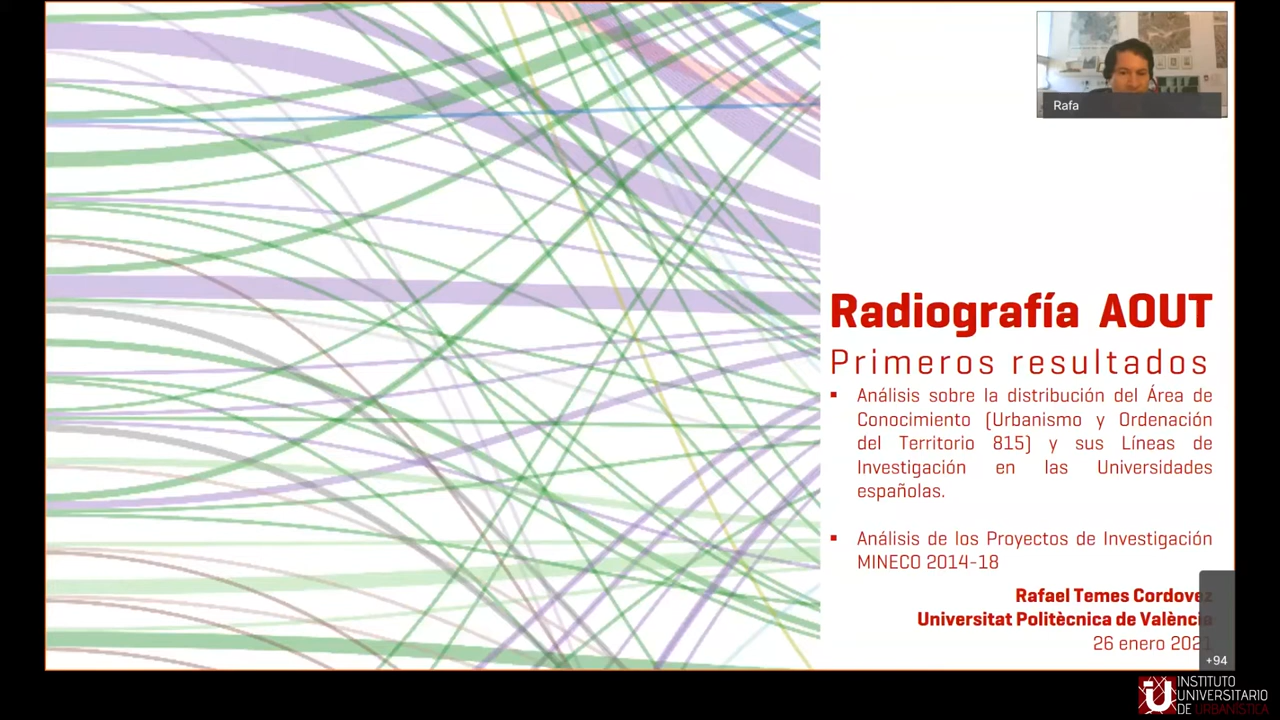 Rafa
Radiografía AOUT
Primeros resultados
▪ Análisis sobre la distribución del Área de
Conocimiento (Urbanismo y Ordenación
del Territorio 815) y sus Líneas de
Investigación en las Universidades
españolas.
▪ Análisis de los Proyectos de Investigación
MINECO 2014-18
Rafael Temes Cordovez
Universitat Politècnica de València
26 enero 2021
+94
INSTITUTO
UNIVERSITARIO
DE URBANÍSTICA